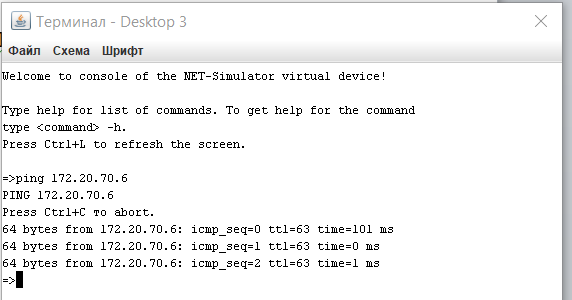 Терминал - Desktop 3
Файл Схема Шрифт
Welcome to console of the NET-Simulator virtual device!
Type help for list of commands. To get help for the command
type <command> -h.
Press Ctrl+L to refresh the screen.
=>ping 172.20.70.6
PING 172.20.70.6
Press Ctrl+C то abort.
64 bytes from 172.20.70.6: icmp_seq=0 ttl=63 time=101 ms
64 bytes from 172.20.70.6: icmp_seq=1 ttl=63 time=0 ms
64 bytes from 172.20.70.6: icmp_seq=2 ttl=63 time=1 ms
=>